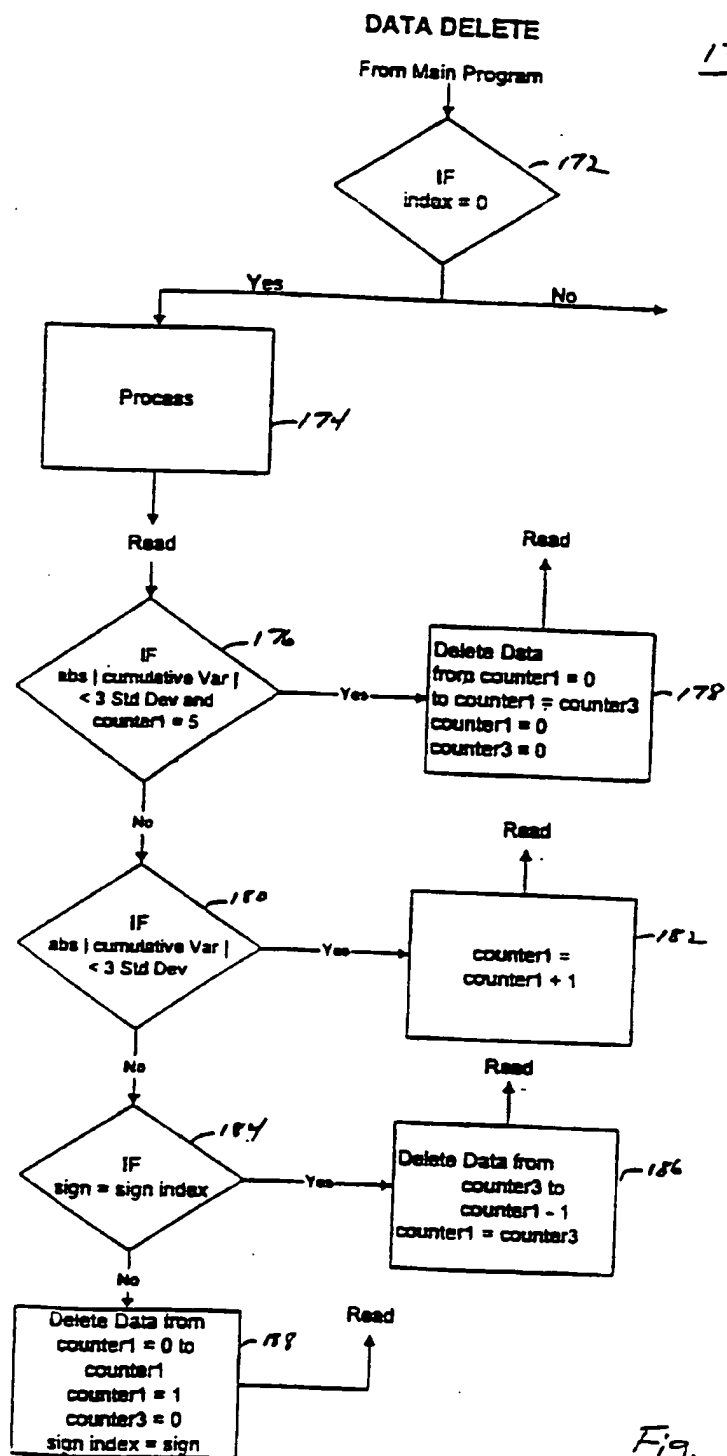 DATA DELETE
From Main Program
172
IF
index = 0
Yes
No
Process
174
Read
Read
IF
abs | cumulative Var |
< 3 Std Dev and
counter1 = 5
176
Yes
Delete Data
from counter1 = 0
to counter1 = counter3
counter1 = 0
counter3 = 0
178
No
Read
IF
abs | cumulative Var |
< 3 Std Dev
180
Yes
counter1 =
counter1 + 1
182
No
Read
IF
sign = sign index
184
Yes
Delete Data from
counter3 to
counter1 - 1
counter1 = counter3
186
No
Delete Data from
counter1 = 0 to
counter1
counter1 = 1
counter3 = 0
sign index = sign
188
Read
Fig.